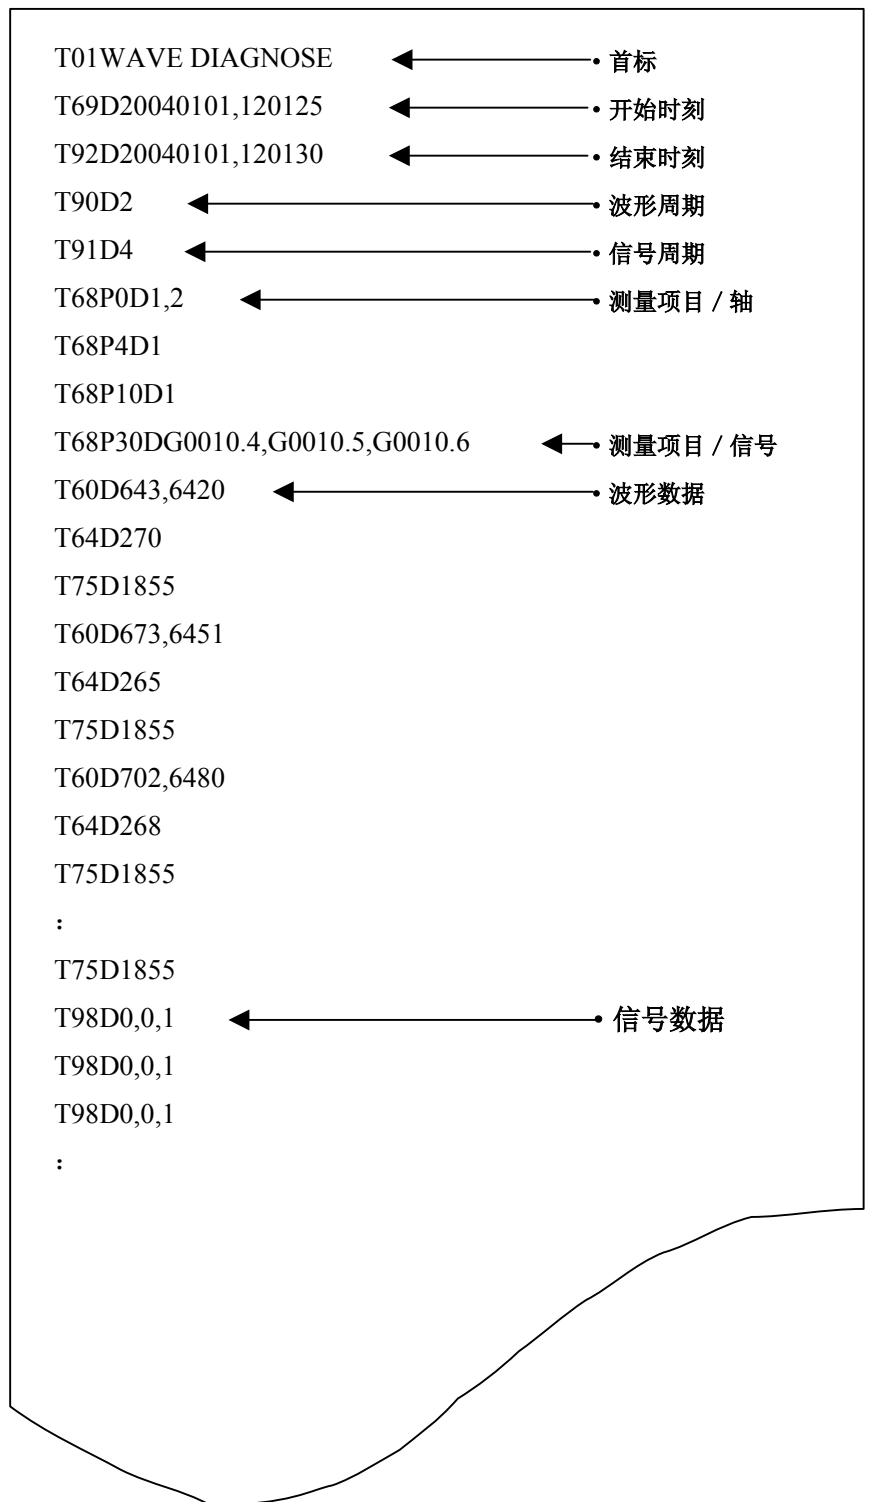 T01WAVE DIAGNOSE • 首标
T69D20040101,120125 • 开始时刻
T92D20040101,120130 • 结束时刻
T90D2 • 波形周期
T91D4 • 信号周期
T68P0D1,2 • 测量项目／轴
T68P4D1
T68P10D1
T68P30DG0010.4,G0010.5,G0010.6 • 测量项目／信号
T60D643,6420 • 波形数据
T64D270
T75D1855
T60D673,6451
T64D265
T75D1855
T60D702,6480
T64D268
T75D1855
：
T75D1855
T98D0,0,1 • 信号数据
T98D0,0,1
T98D0,0,1
：